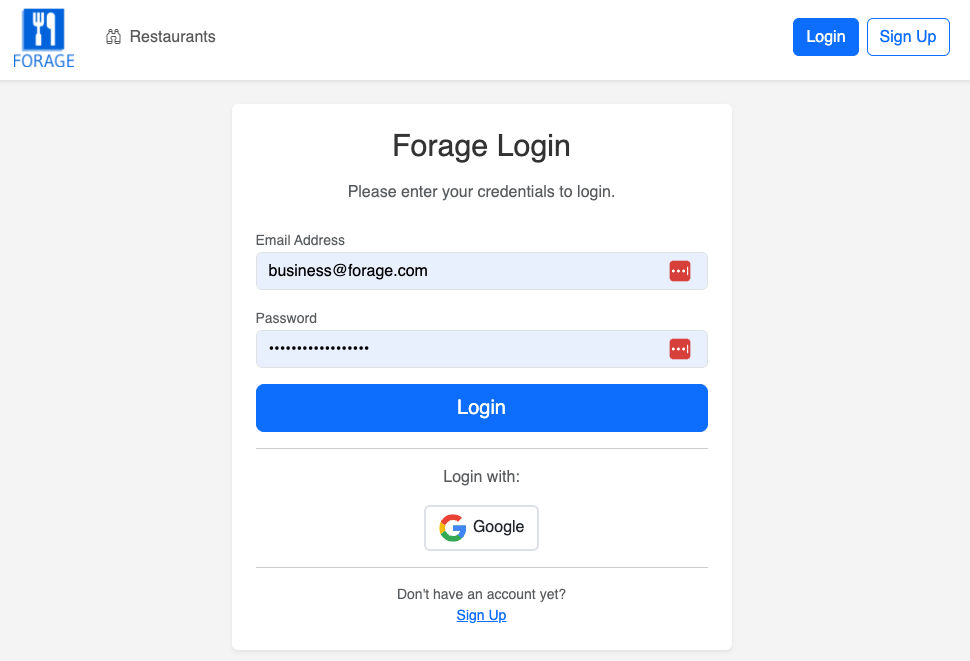 FORAGE
Restaurants
Login
Sign Up
Forage Login
Please enter your credentials to login.
Email Address
business@forage.com
Password
••••••••••••••••••
Login
Login with:
Google
Don't have an account yet?
Sign Up